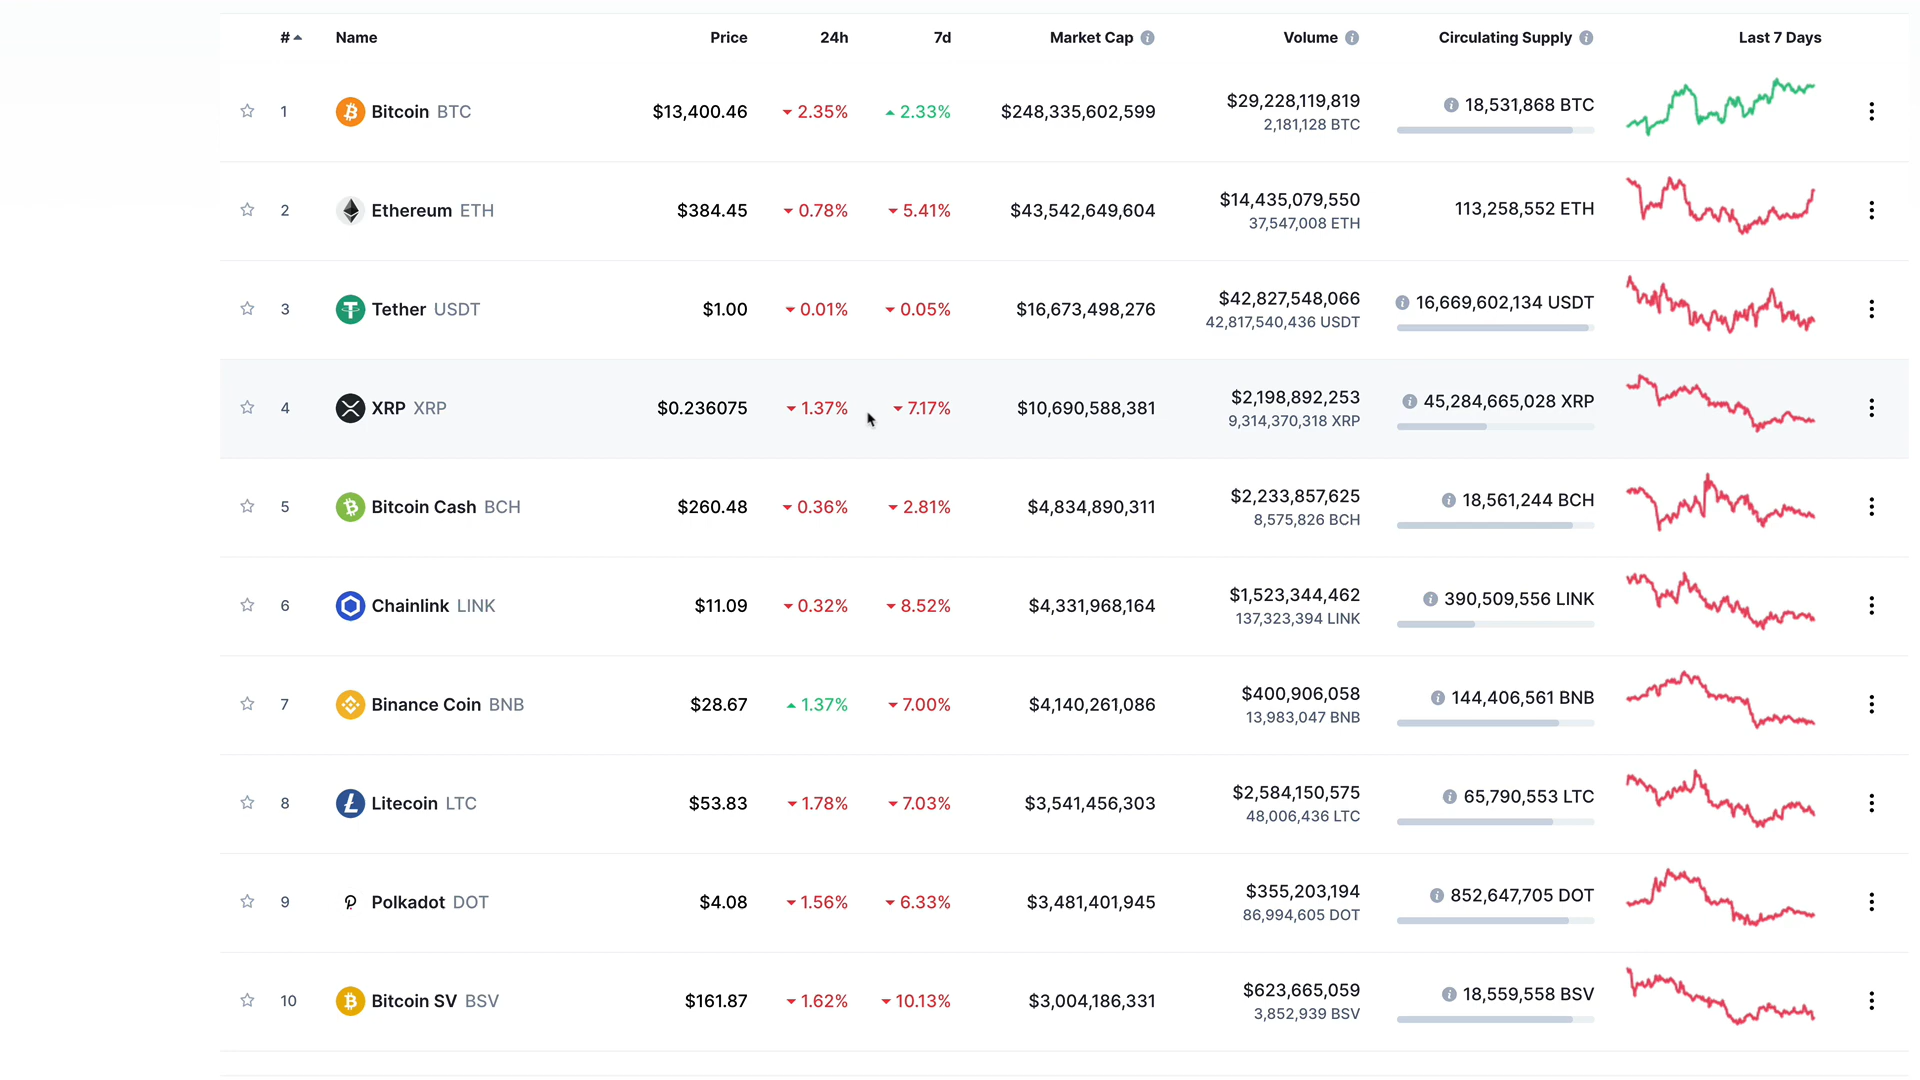 # Name Price 24h 7d Market Cap Volume Circulating Supply Last 7 Days
1 Bitcoin BTC $13,400.46 2.35% 2.33% $248,335,602,599 $29,228,119,819 18,531,868 BTC
2,181,128 BTC
2 Ethereum ETH $384.45 0.78% 5.41% $43,542,649,604 $14,435,079,550 113,258,552 ETH
37,547,008 ETH
3 Tether USDT $1.00 0.01% 0.05% $16,673,498,276 $42,827,548,066 16,669,602,134 USDT
42,817,540,436 USDT
4 XRP XRP $0.236075 1.37% 7.17% $10,690,588,381 $2,198,892,253 45,284,665,028 XRP
9,314,370,318 XRP
5 Bitcoin Cash BCH $260.48 0.36% 2.81% $4,834,890,311 $2,233,857,625 18,561,244 BCH
8,575,826 BCH
6 Chainlink LINK $11.09 0.32% 8.52% $4,331,968,164 $1,523,344,462 390,509,556 LINK
137,323,394 LINK
7 Binance Coin BNB $28.67 1.37% 7.00% $4,140,261,086 $400,906,058 144,406,561 BNB
13,983,047 BNB
8 Litecoin LTC $53.83 1.78% 7.03% $3,541,456,303 $2,584,150,575 65,790,553 LTC
48,006,436 LTC
9 Polkadot DOT $4.08 1.56% 6.33% $3,481,401,945 $355,203,194 852,647,705 DOT
86,994,605 DOT
10 Bitcoin SV BSV $161.87 1.62% 10.13% $3,004,186,331 $623,665,059 18,559,558 BSV
3,852,939 BSV